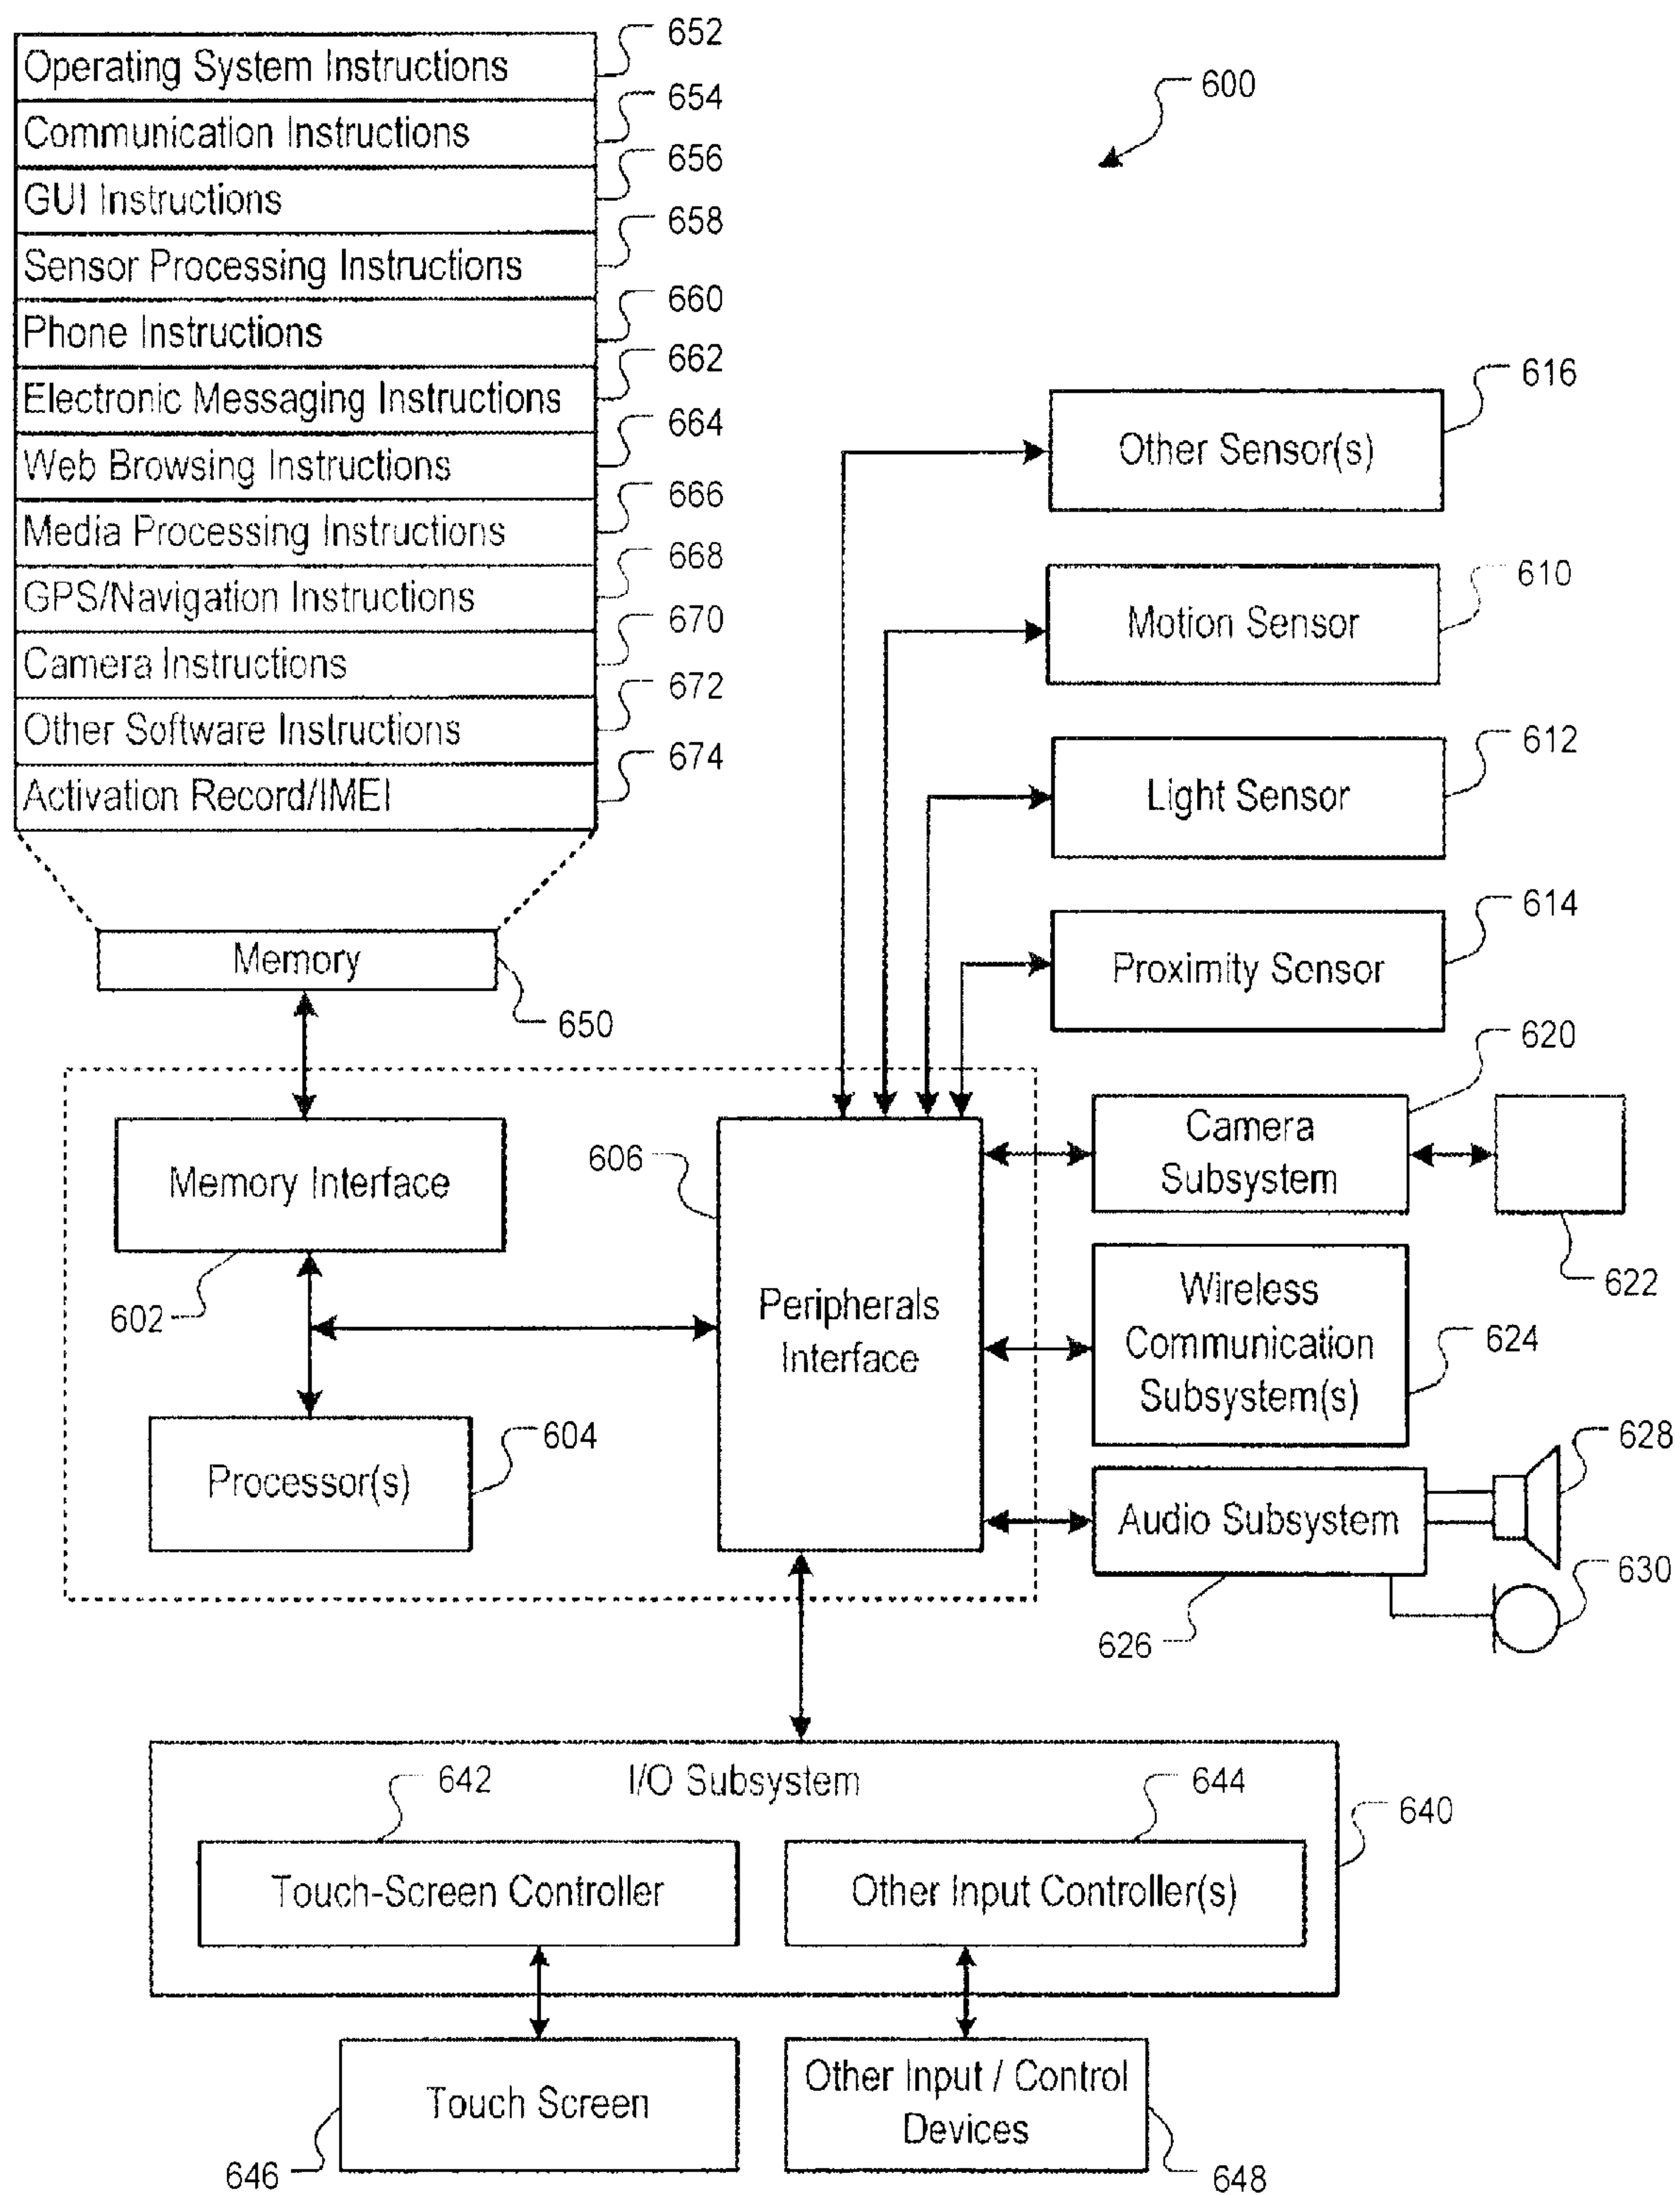 652
Operating System Instructions
654
Communication Instructions
656
GUI Instructions
658
Sensor Processing Instructions
660
Phone Instructions
662
Electronic Messaging Instructions
664
Web Browsing Instructions
666
Media Processing Instructions
668
GPS/Navigation Instructions
670
Camera Instructions
672
Other Software Instructions
674
Activation Record/IMEI
Memory
650
600
616
Other Sensor(s)
610
Motion Sensor
612
Light Sensor
614
Proximity Sensor
620
Camera
Subsystem
622
Memory Interface
602
606
Peripherals
Interface
Wireless
Communication
Subsystem(s)
624
604
Processor(s)
628
Audio Subsystem
630
626
I/O Subsystem
642
644
640
Touch-Screen Controller
Other Input Controller(s)
Touch Screen
646
Other Input / Control
Devices
648